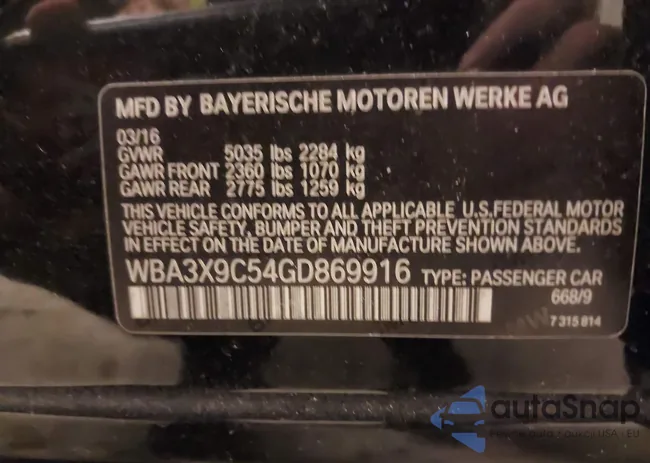 MFD BY BAYERISCHE MOTOREN WERKE AG
03/16
GVWR 5035 lbs 2284 kg
GAWR FRONT 2360 lbs 1070 kg
GAWR REAR 2775 lbs 1259 kg
THIS VEHICLE CONFORMS TO ALL APPLICABLE U.S.FEDERAL MOTOR
VEHICLE SAFETY, BUMPER AND THEFT PREVENTION STANDARDS
IN EFFECT ON THE DATE OF MANUFACTURE SHOWN ABOVE.
WBA3X9C54GD869916 TYPE: PASSENGER CAR
668/9
7 315 814
autoSnap